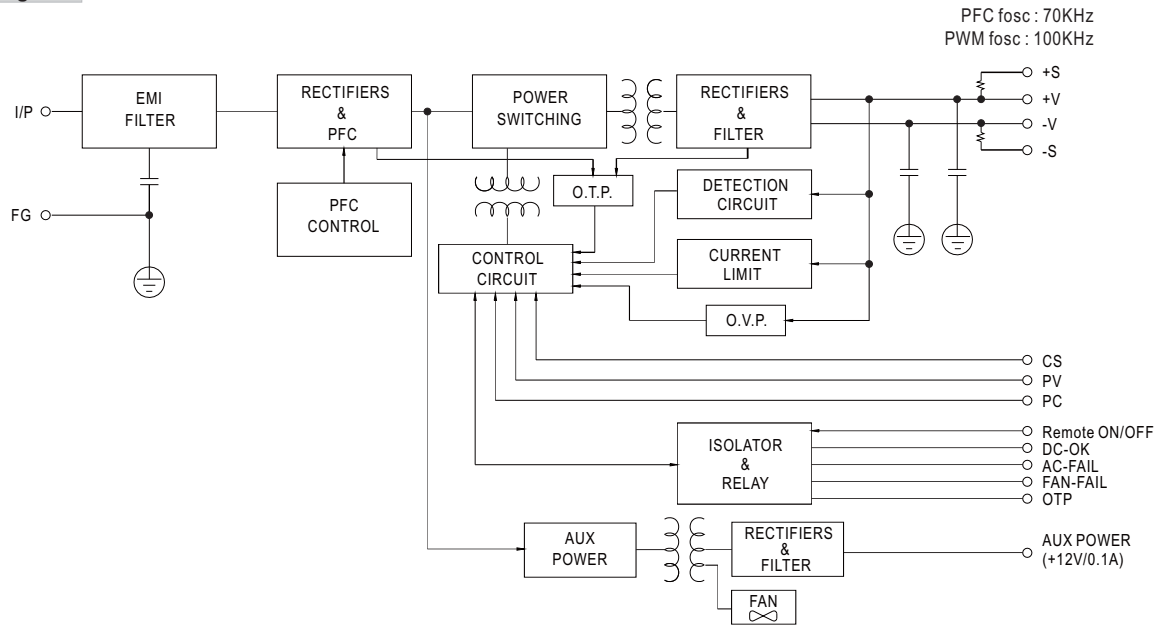 PFC fosc : 70KHz
PWM fosc : 100KHz
I/P
EMI
FILTER
RECTIFIERS
&
PFC
POWER
SWITCHING
RECTIFIERS
&
FILTER
+S
+V
-V
-S
FG
PFC
CONTROL
O.T.P.
DETECTION
CIRCUIT
CONTROL
CIRCUIT
CURRENT
LIMIT
O.V.P.
CS
PV
PC
ISOLATOR
&
RELAY
Remote ON/OFF
DC-OK
AC-FAIL
FAN-FAIL
OTP
AUX
POWER
RECTIFIERS
&
FILTER
AUX POWER
(+12V/0.1A)
FAN